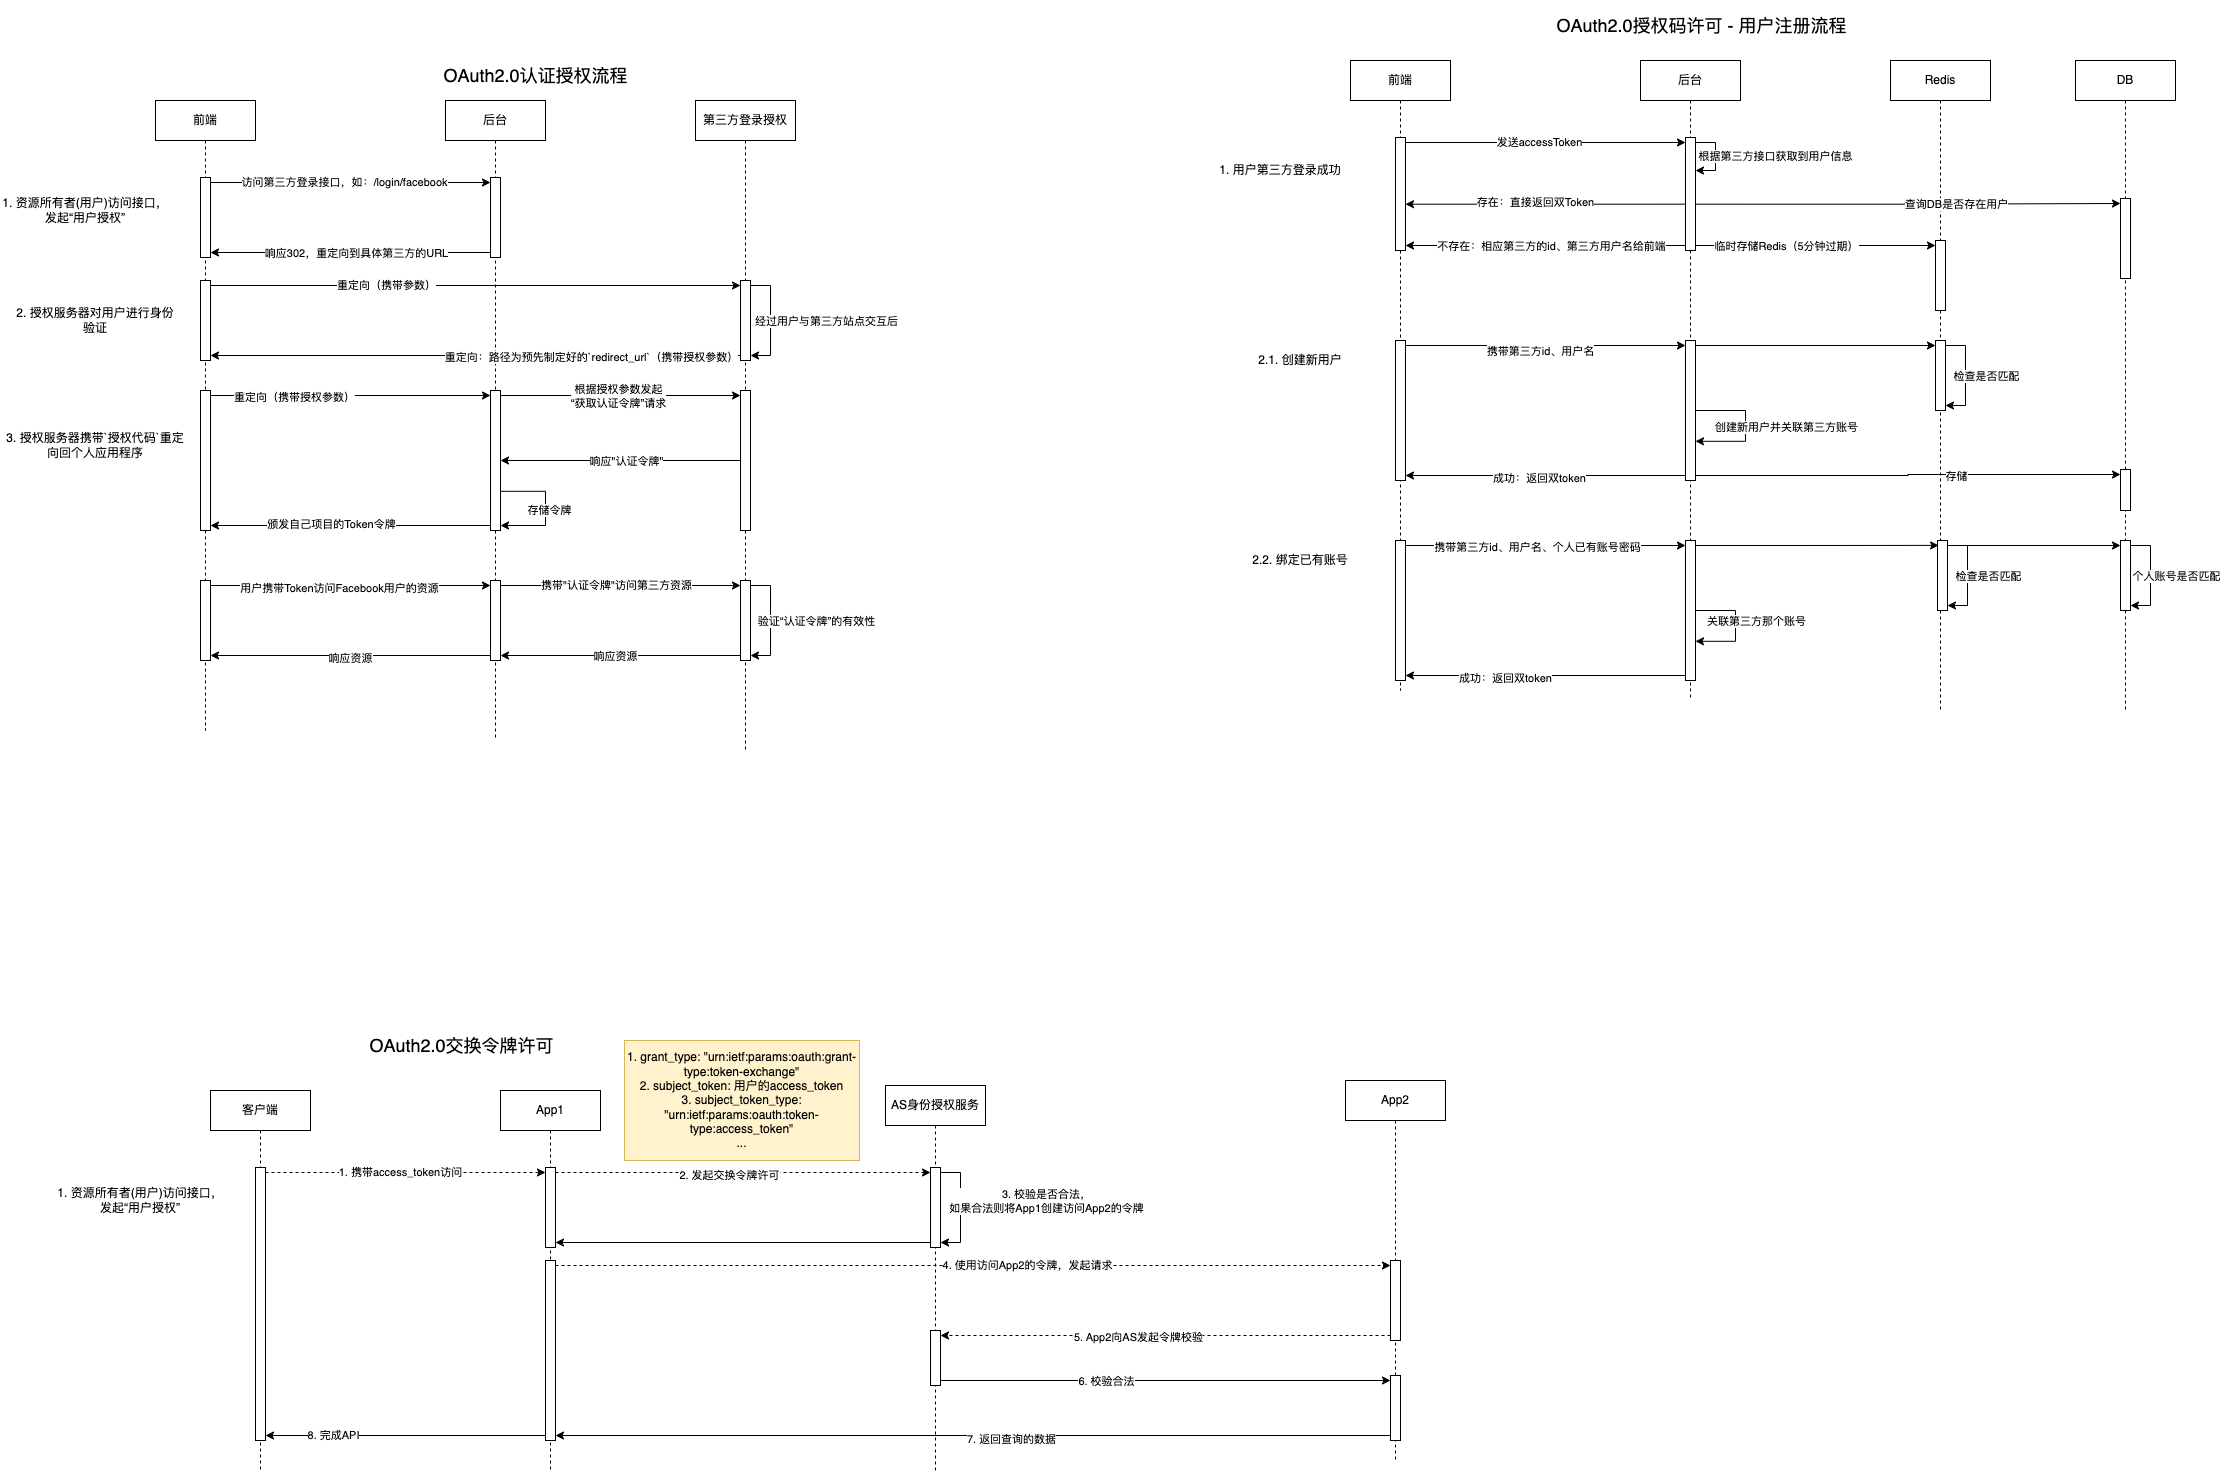 OAuth2.0认证授权流程
前端
后台
第三方登录授权
访问第三方登录接口，如：/login/facebook
1. 资源所有者(用户)访问接口，
发起“用户授权”
响应302，重定向到具体第三方的URL
重定向（携带参数）
2. 授权服务器对用户进行身份
验证
经过用户与第三方站点交互后
重定向：路径为预先制定好的`redirect_url`（携带授权参数）
根据授权参数发起
“获取认证令牌”请求
重定向（携带授权参数）
3. 授权服务器携带`授权代码`重定
向回个人应用程序
响应"认证令牌"
存储令牌
颁发自己项目的Token令牌
用户携带Token访问Facebook用户的资源
携带"认证令牌"访问第三方资源
验证“认证令牌”的有效性
响应资源
响应资源
OAuth2.0授权码许可 - 用户注册流程
前端
后台
Redis
DB
发送accessToken
根据第三方接口获取到用户信息
1. 用户第三方登录成功
存在：直接返回双Token
查询DB是否存在用户
不存在：相应第三方的id、第三方用户名给前端
临时存储Redis（5分钟过期）
携带第三方id、用户名
2.1. 创建新用户
检查是否匹配
创建新用户并关联第三方账号
成功：返回双token
存储
携带第三方id、用户名、个人已有账号密码
2.2. 绑定已有账号
检查是否匹配
个人账号是否匹配
关联第三方那个账号
成功：返回双token
OAuth2.0交换令牌许可
1. grant_type: "urn:ietf:params:oauth:grant-
type:token-exchange"
2. subject_token: 用户的access_token
3. subject_token_type:
"urn:ietf:params:oauth:token-
type:access_token"
...
客户端
App1
AS身份授权服务
App2
1. 携带access_token访问
2. 发起交换令牌许可
1. 资源所有者(用户)访问接口，
发起“用户授权”
3. 校验是否合法，
如果合法则将App1创建访问App2的令牌
4. 使用访问App2的令牌，发起请求
5. App2向AS发起令牌校验
6. 校验合法
8. 完成API
7. 返回查询的数据